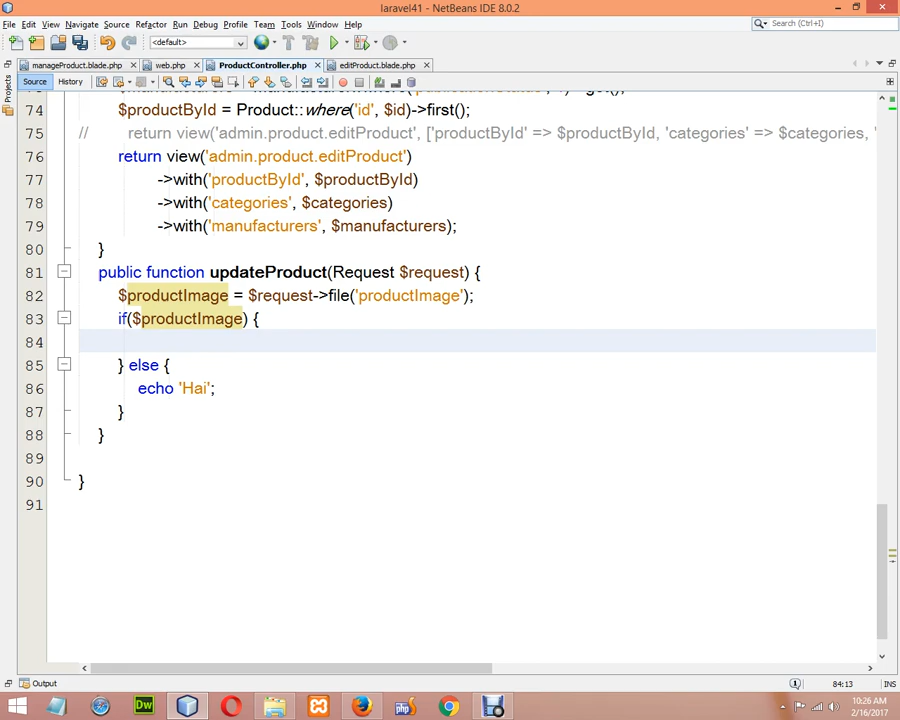 laravel41 - NetBeans IDE 8.0.2
File Edit View Navigate Source Refactor Run Debug Profile Team Tools Window Help
Search (Ctrl+I)
<default>
manageProduct.blade.php web.php ProductController.php editProduct.blade.php
Source History
Projects
74 $productById = Product::where('id', $id)->first();
75 // return view('admin.product.editProduct', ['productById' => $productById, 'categories' => $categories, '
76 return view('admin.product.editProduct')
77 ->with('productById', $productById)
78 ->with('categories', $categories)
79 ->with('manufacturers', $manufacturers);
80 }
81 public function updateProduct(Request $request) {
82 $productImage = $request->file('productImage');
83 if($productImage) {
84
85 } else {
86 echo 'Hai';
87 }
88 }
89
90 }
91
Output
84:13 INS
Dw
php
10:26 AM
2/16/2017